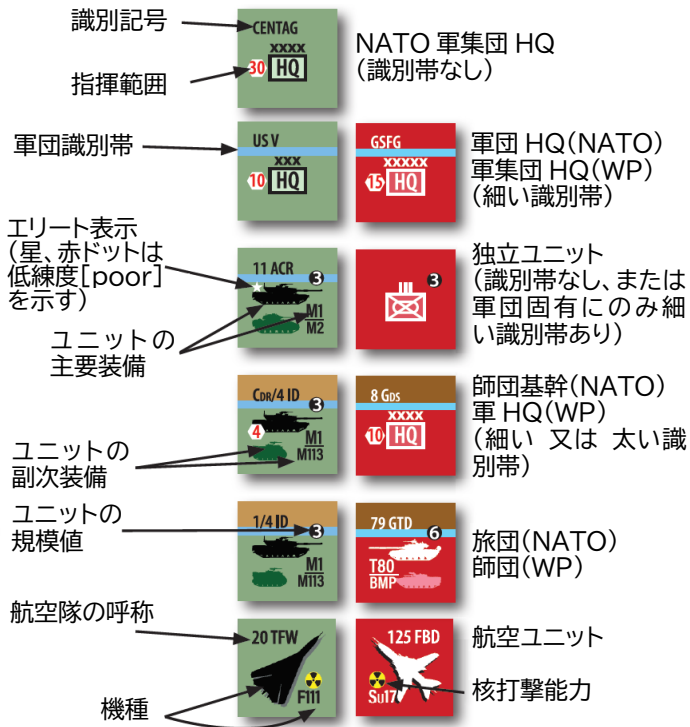 識別記号
CENTAG
XXXX
30 HQ
NATO 軍集団 HQ
(識別帯なし)
指揮範囲
軍団識別帯
US V
XXX
10 HQ
GSFG
XXXXX
15 HQ
軍団 HQ(NATO)
軍集団 HQ(WP)
(細い識別帯)
エリート表示
(星、赤ドットは
低練度[poor]
を示す)
11 ACR
3
M1
M2
3
独立ユニット
(識別帯なし、または
軍団固有にのみ細
い識別帯あり)
ユニットの
主要装備
CDR/4 ID
3
4
M1
M113
8 GDS
XXXX
10 HQ
師団基幹(NATO)
軍 HQ(WP)
(細い 又は 太い識
別帯)
ユニットの
副次装備
ユニットの
規模値
1/4 ID
3
M1
M113
79 GTD
6
T80
BMP
旅団(NATO)
師団(WP)
航空隊の呼称
20 TFW
F111
125 FBD
SU17
航空ユニット
核打撃能力
機種